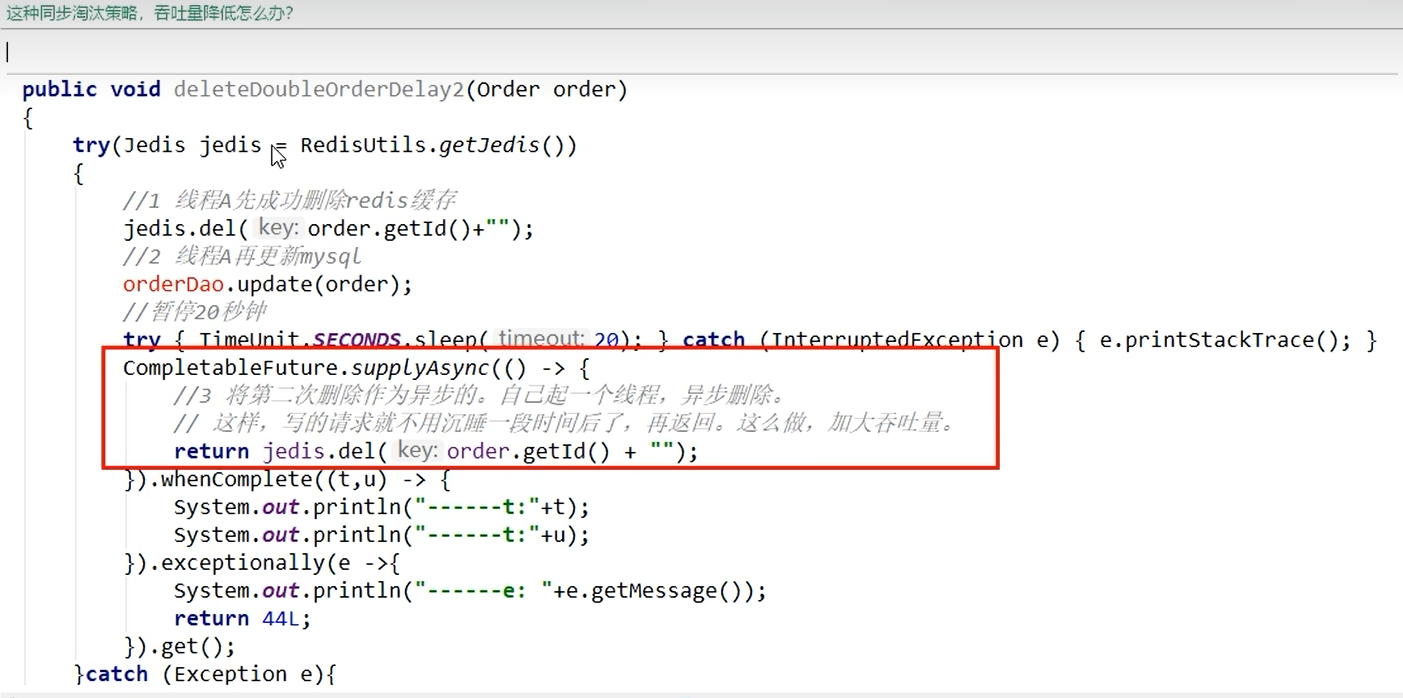 这种同步淘汰策略，吞吐量降低怎么办?
public void deleteDoubleOrderDelay2(Order order)
{
try(Jedis jedis = RedisUtils.getJedis())
{
//1 线程A先成功删除redis缓存
jedis.del( key: order.getId()+"");
//2 线程A再更新mysql
orderDao.update(order);
//暂停20秒钟
try { TimeUnit.SECONDS.sleep( timeout: 20); } catch (InterruptedException e) { e.printStackTrace(); }
CompletableFuture.supplyAsync(() -> {
//3 将第二次删除作为异步的。自己起一个线程，异步删除。
// 这样，写的请求就不用沉睡一段时间后了，再返回。这么做，加大吞吐量。
return jedis.del( key: order.getId() + "");
}).whenComplete((t,u) -> {
System.out.println("------t:"+t);
System.out.println("------t:"+u);
}).exceptionally(e ->{
System.out.println("------e: "+e.getMessage());
return 44L;
}).get();
}catch (Exception e){